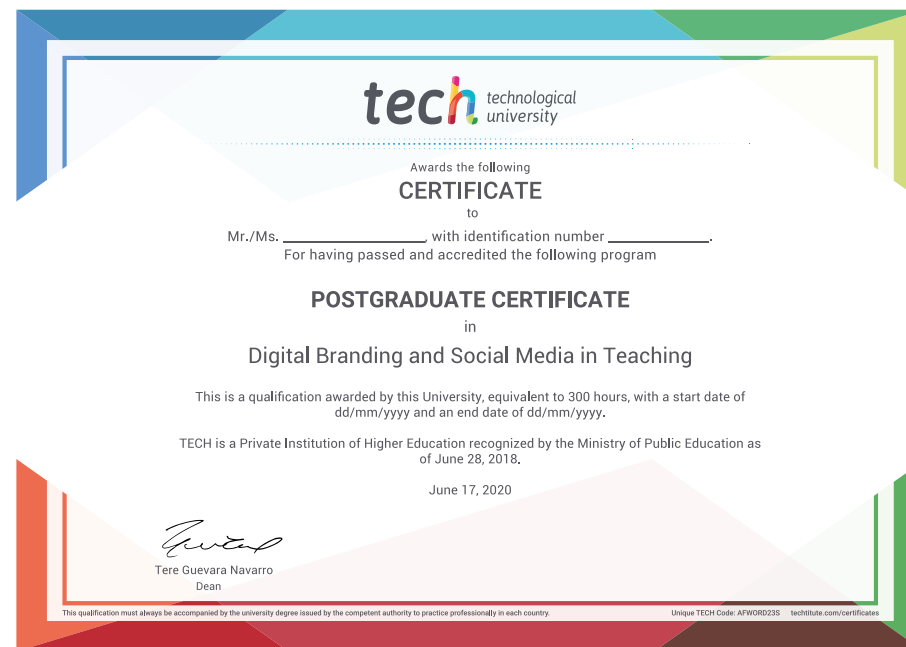 tech technological
university
Awards the following
CERTIFICATE
to
Mr./Ms. ____________________, with identification number ______________.
For having passed and accredited the following program
POSTGRADUATE CERTIFICATE
in
Digital Branding and Social Media in Teaching
This is a qualification awarded by this University, equivalent to 300 hours, with a start date of
dd/mm/yyyy and an end date of dd/mm/yyyy.
TECH is a Private Institution of Higher Education recognized by the Ministry of Public Education as
of June 28, 2018.
June 17, 2020
Tere Guevara Navarro
Dean
This qualification must always be accompanied by the university degree issued by the competent authority to practice professionally in each country. Unique TECH Code: AFWORD23S techtitute.com/certificates